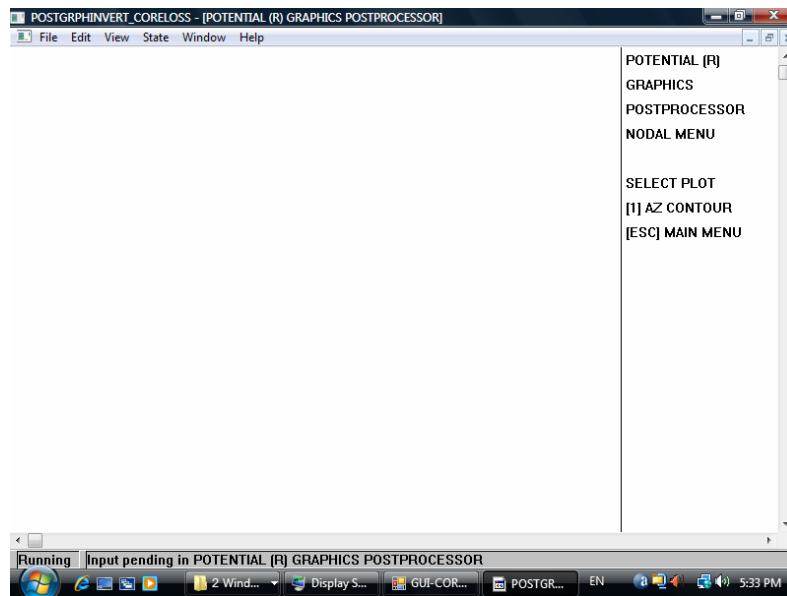 POSTGRPHINVERT_CORELOSS - [POTENTIAL (R) GRAPHICS POSTPROCESSOR]
File Edit View State Window Help
POTENTIAL (R)
GRAPHICS
POSTPROCESSOR
NODAL MENU
SELECT PLOT
[1] AZ CONTOUR
[ESC] MAIN MENU
Running Input pending in POTENTIAL (R) GRAPHICS POSTPROCESSOR
2 Wind... Display S... GUI-COR... POSTGR... EN 5:33 PM